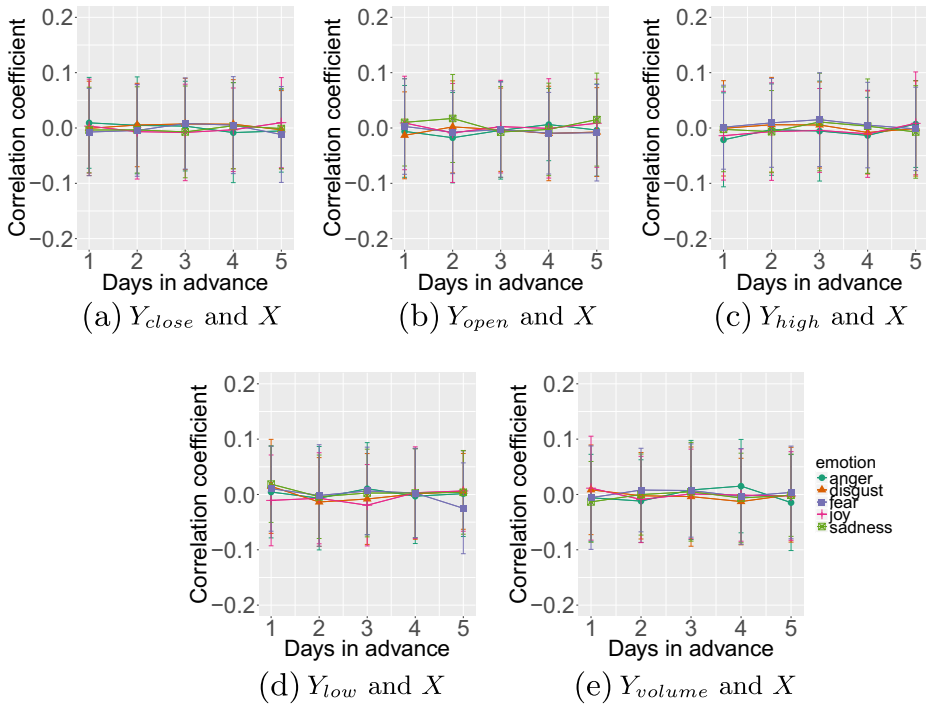 Correlation coefficient
0.2
0.1
0.0
−0.1
−0.2
1 2 3 4 5
Days in advance
(a) Y_close and X
Correlation coefficient
0.2
0.1
0.0
−0.1
−0.2
1 2 3 4 5
Days in advance
(b) Y_open and X
Correlation coefficient
0.2
0.1
0.0
−0.1
−0.2
1 2 3 4 5
Days in advance
(c) Y_high and X
Correlation coefficient
0.2
0.1
0.0
−0.1
−0.2
1 2 3 4 5
Days in advance
(d) Y_low and X
Correlation coefficient
0.2
0.1
0.0
−0.1
−0.2
1 2 3 4 5
Days in advance
(e) Y_volume and X
emotion
anger
disgust
fear
joy
sadness